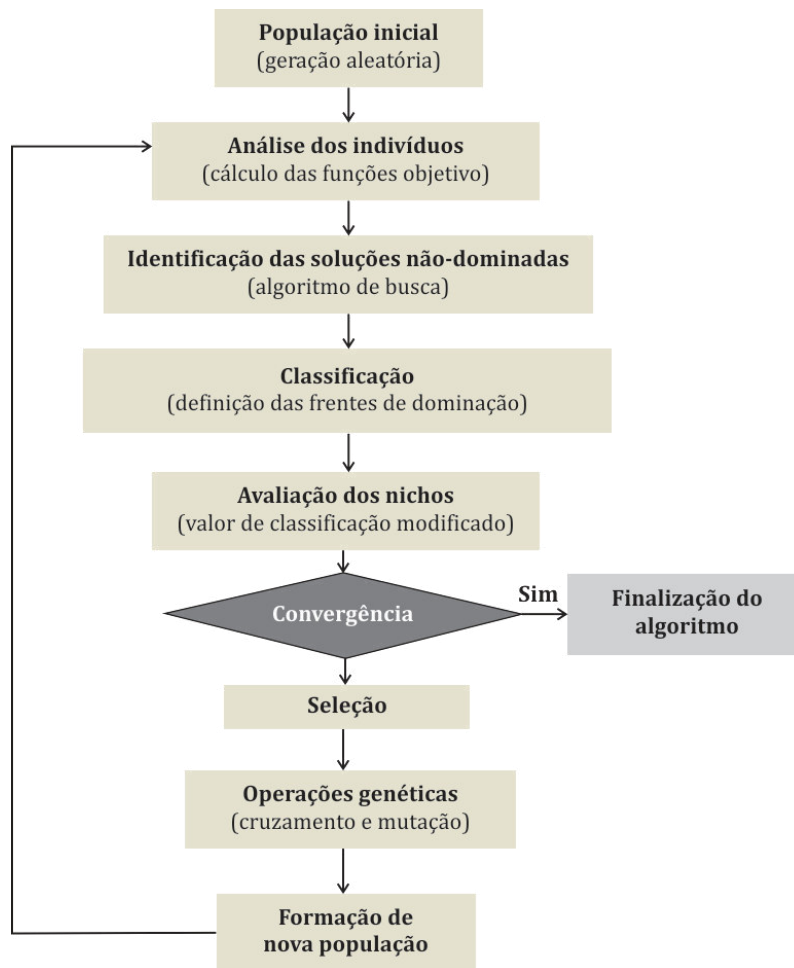 População inicial
(geração aleatória)
Análise dos indivíduos
(cálculo das funções objetivo)
Identificação das soluções não-dominadas
(algoritmo de busca)
Classificação
(definição das frentes de dominação)
Avaliação dos nichos
(valor de classificação modificado)
Convergência
Sim
Finalização do
algoritmo
Seleção
Operações genéticas
(cruzamento e mutação)
Formação de
nova população